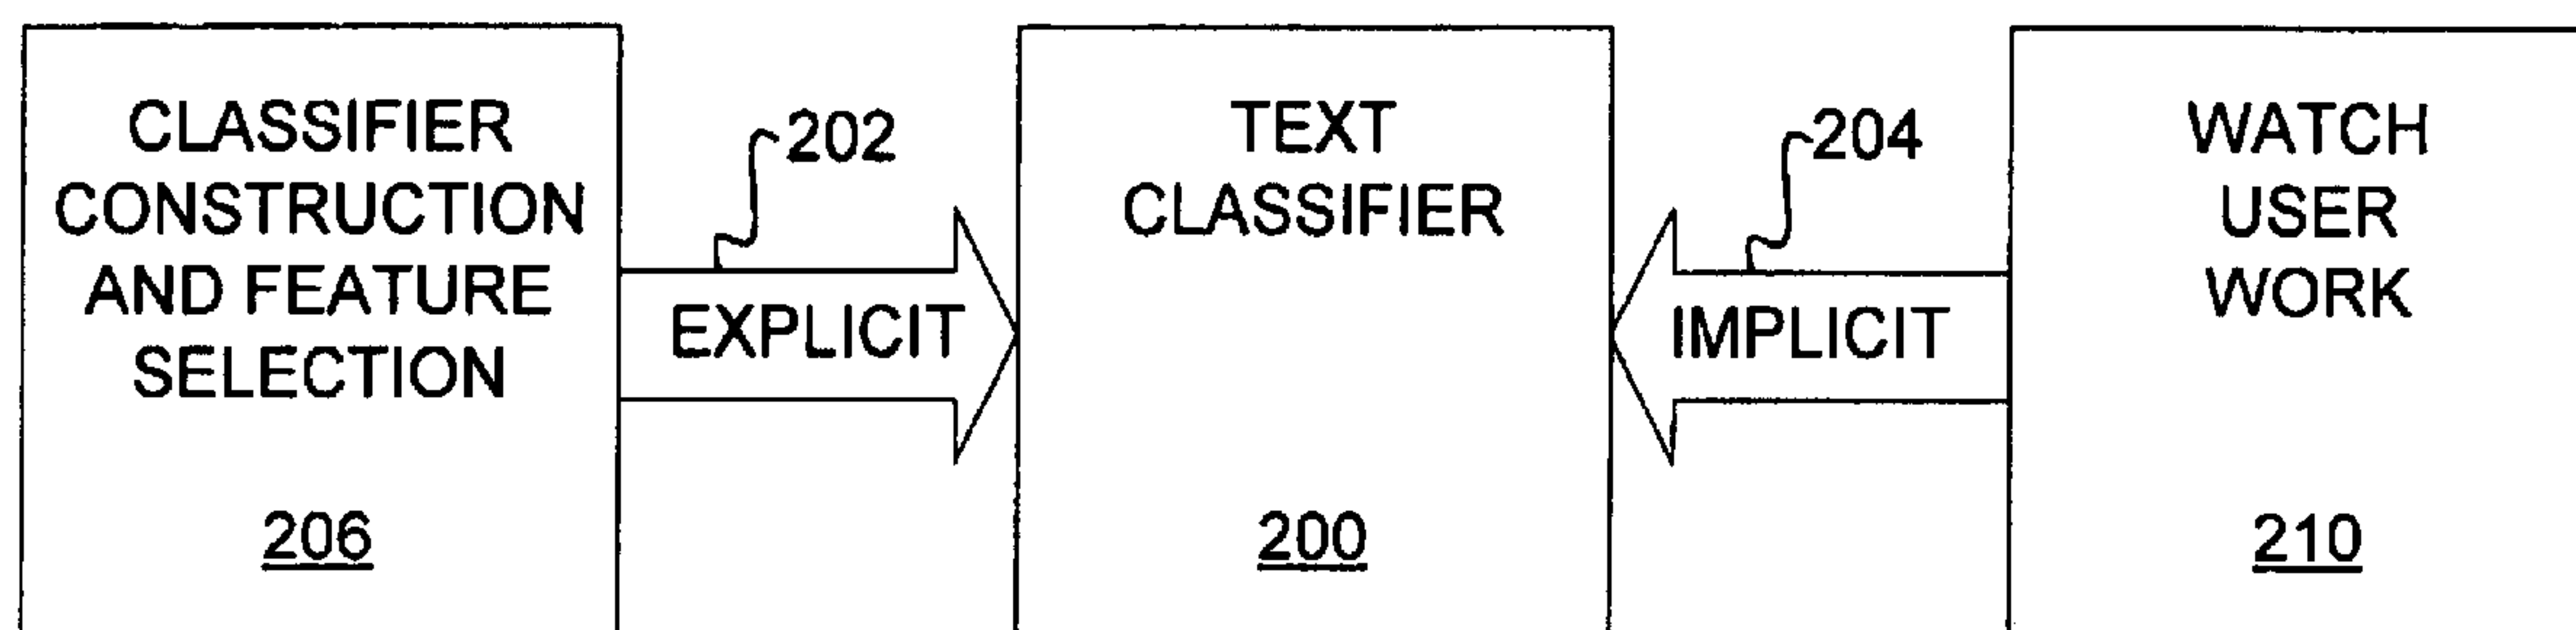 CLASSIFIER
CONSTRUCTION
AND FEATURE
SELECTION
206
202
EXPLICIT
TEXT
CLASSIFIER
200
204
IMPLICIT
WATCH
USER
WORK
210